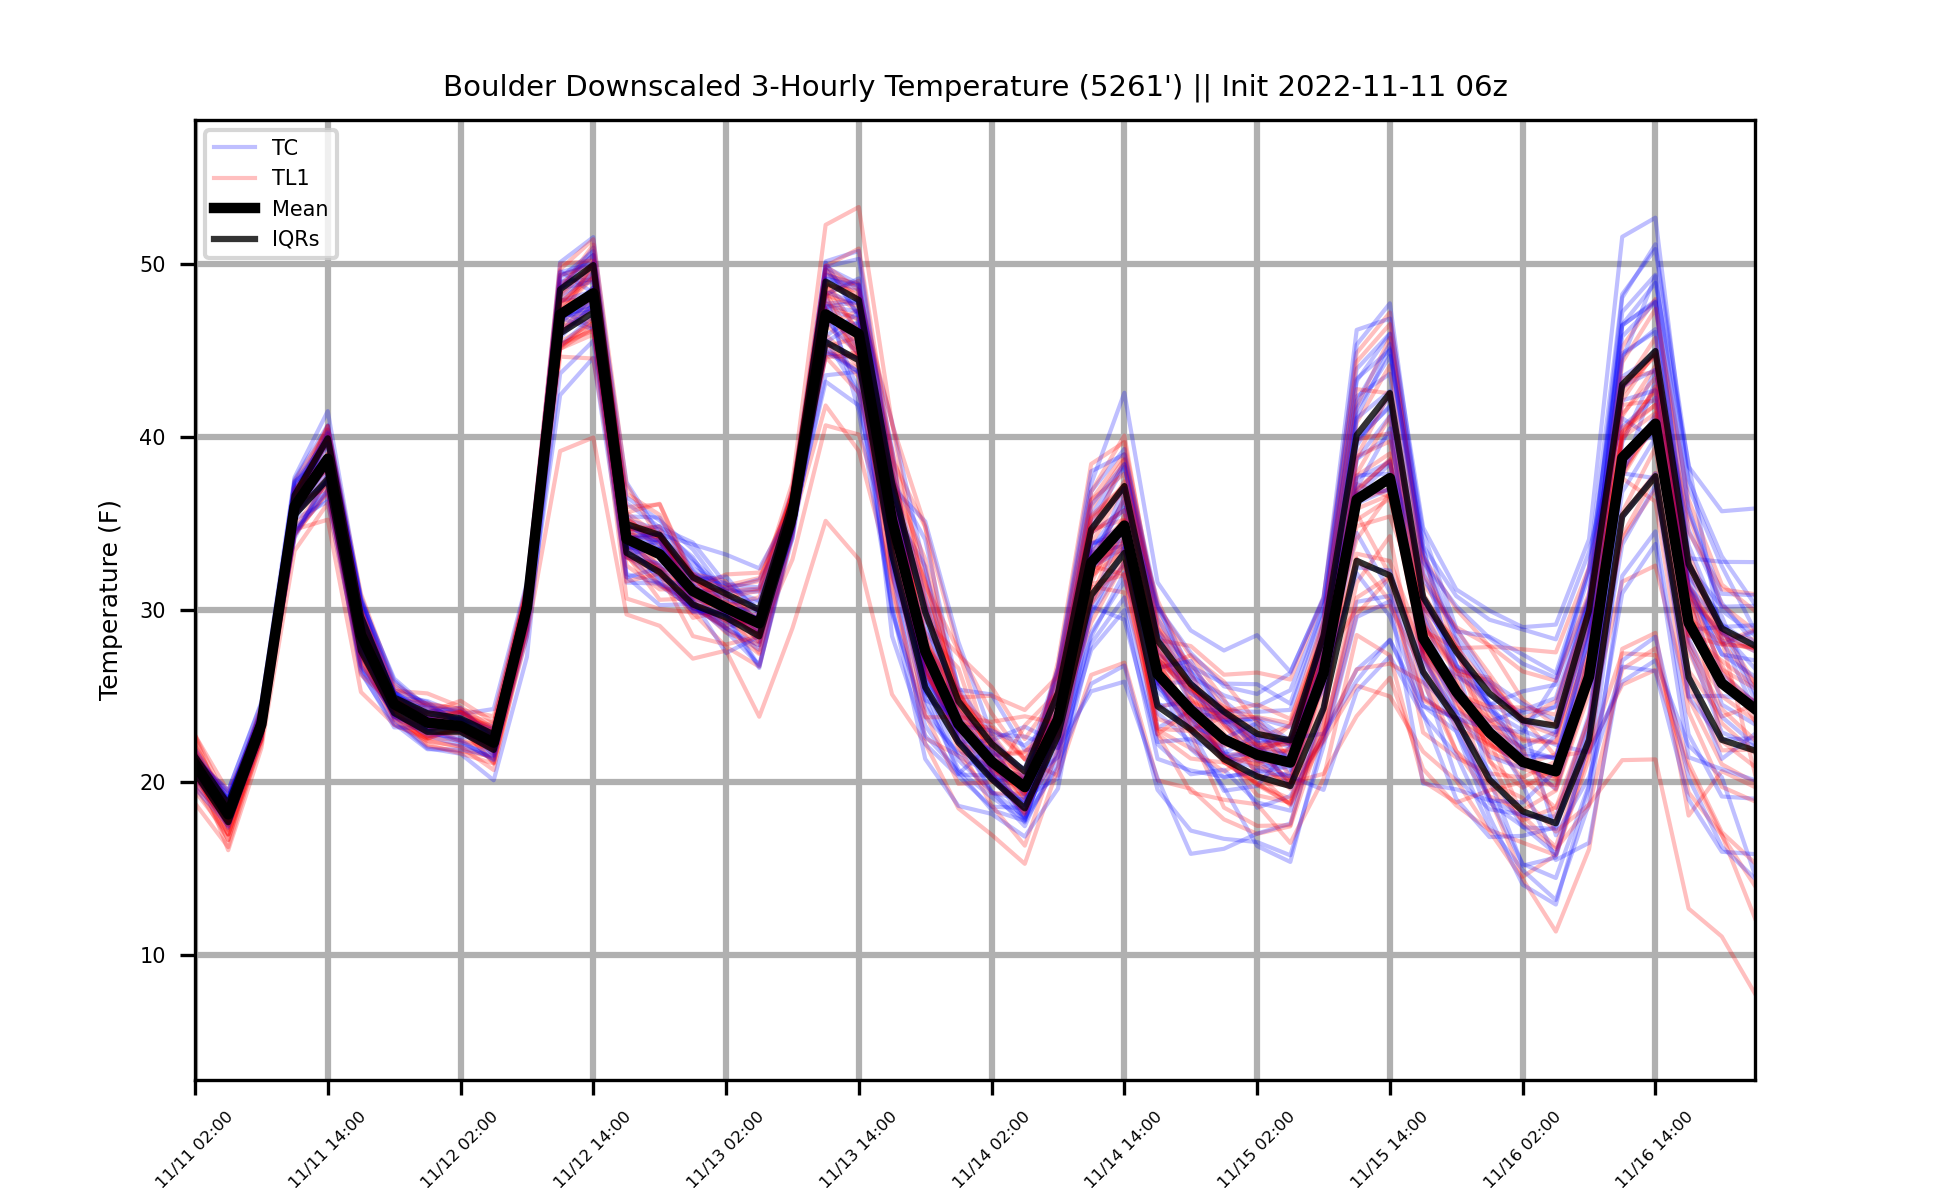 Boulder Downscaled 3-Hourly Temperature (5261') || Init 2022-11-11 06z
TC
TL1
Mean
IQRs
Temperature (F)
50
40
30
20
10
11/11 02:00
11/11 14:00
11/12 02:00
11/12 14:00
11/13 02:00
11/13 14:00
11/14 02:00
11/14 14:00
11/15 02:00
11/15 14:00
11/16 02:00
11/16 14:00